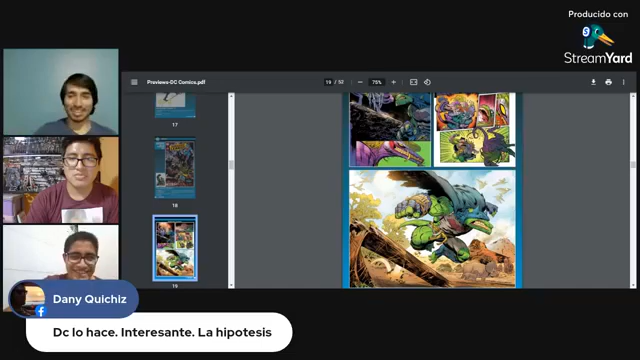 Producido con
StreamYard
Previews-DC Comics.pdf
19 / 52
75%
17
18
19
Dany Quichiz
Dc lo hace. Interesante. La hipotesis